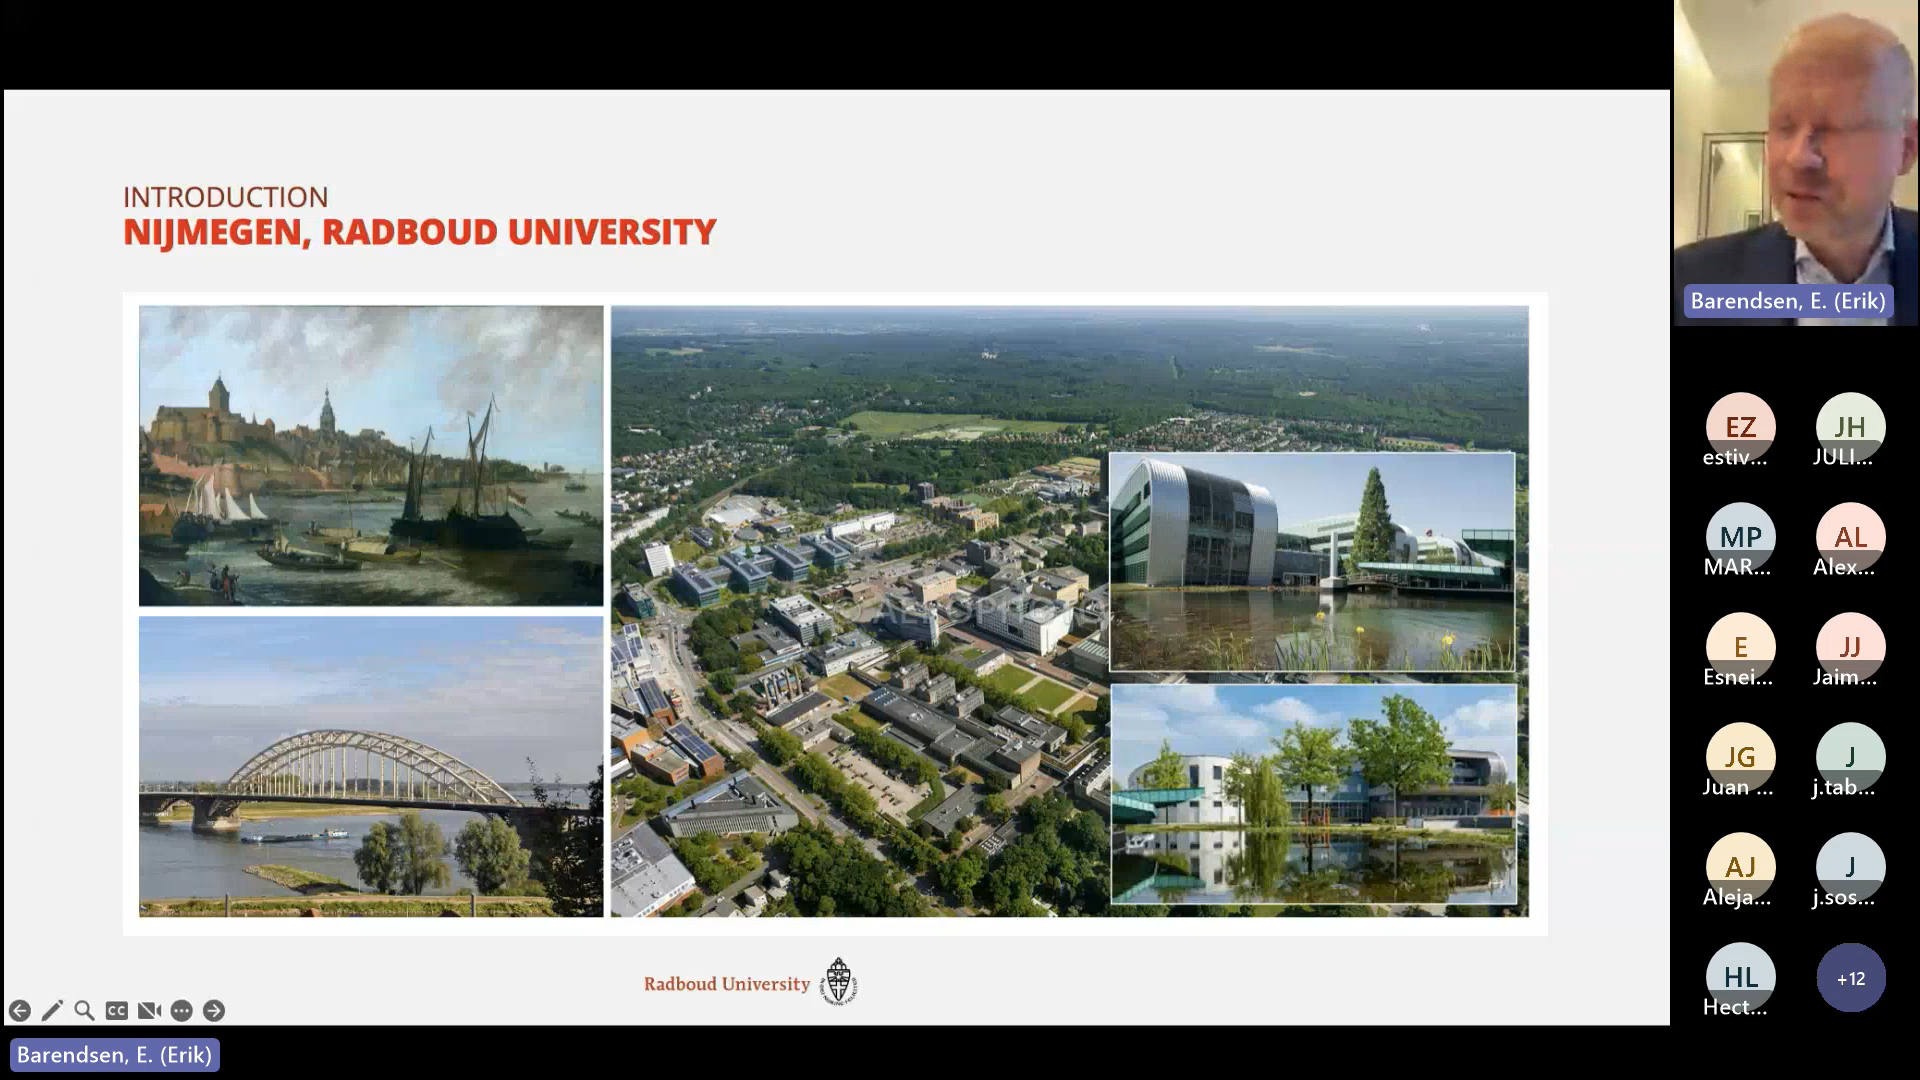 INTRODUCTION
NIJMEGEN, RADBOUD UNIVERSITY
Radboud University
CC
Barendsen, E. (Erik)
Barendsen, E. (Erik)
EZ
estiv...
JH
JULI...
MP
MAR...
AL
Alex...
E
Esnei...
JJ
Jaim...
JG
Juan ...
J
j.tab...
AJ
Aleja...
J
j.sos...
HL
Hect...
+12